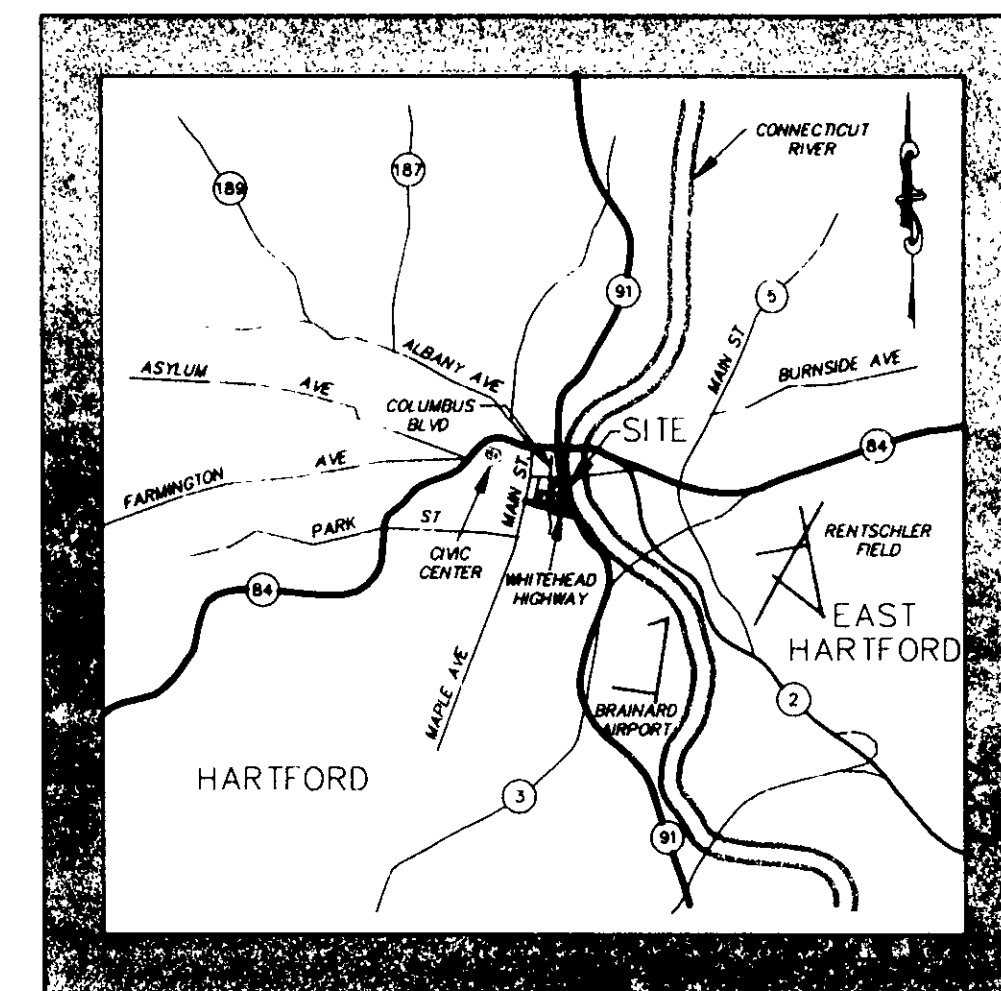 CONNECTICUT
RIVER
189
187
91
5
ASYLUM AVE
ALBANY AVE
MAIN ST
BURNSIDE AVE
COLUMBUS
BLVD
SITE
84
FARMINGTON AVE
MAIN ST.
PARK ST
CIVIC
CENTER
WHITEHEAD
HIGHWAY
RENTSCHLER
FIELD
84
EAST
HARTFORD
MAPLE AVE
BRAINARD
AIRPORT
2
HARTFORD
3
91